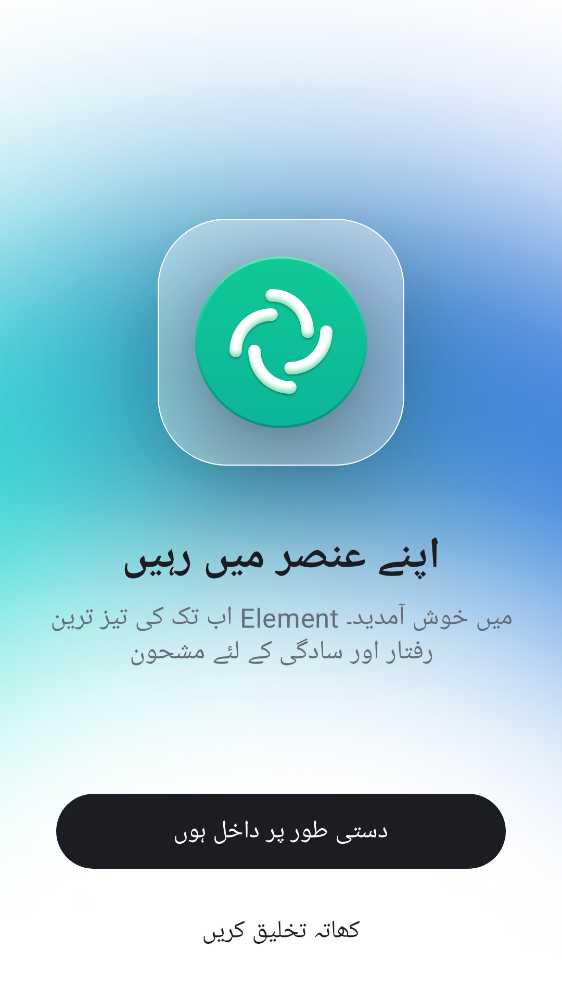 اپنے عنصر میں رہیں
میں خوش آمدید۔ Element اب تک کی تیز ترین
رفتار اور سادگی کے لئے مشحون
دستی طور پر داخل ہوں
کھاتہ تخلیق کریں